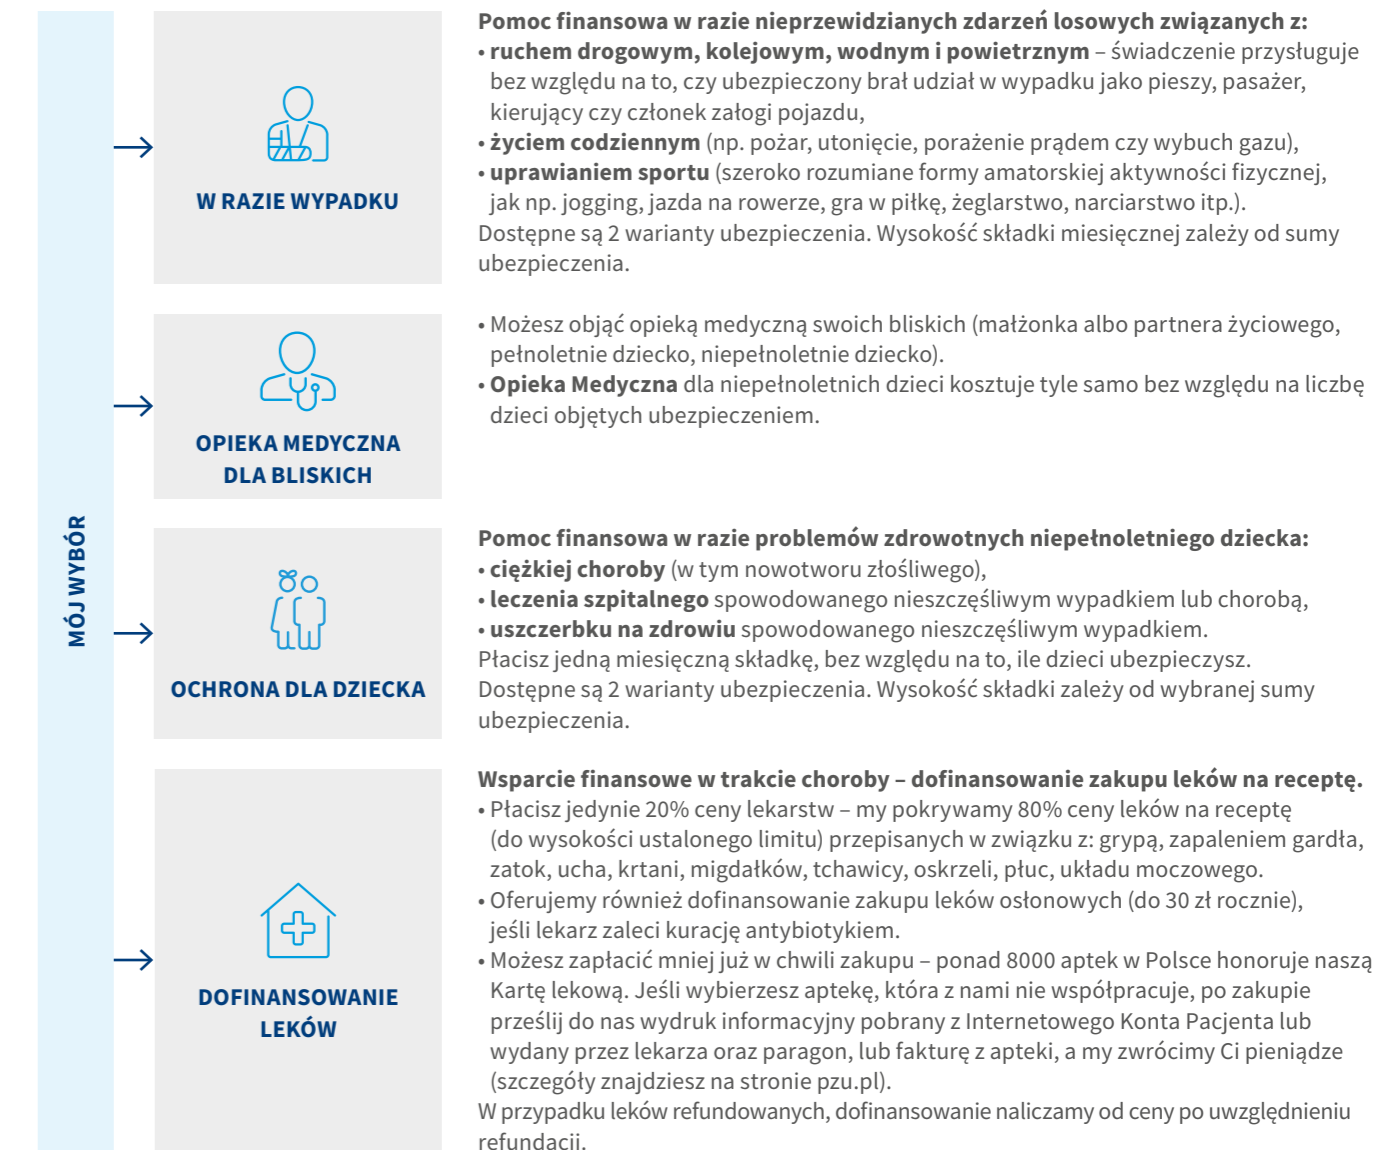 MÓJ WYBÓR
W RAZIE WYPADKU
Pomoc finansowa w razie nieprzewidzianych zdarzeń losowych związanych z:
• ruchem drogowym, kolejowym, wodnym i powietrznym – świadczenie przysługuje
bez względu na to, czy ubezpieczony brał udział w wypadku jako pieszy, pasażer,
kierujący czy członek załogi pojazdu,
• życiem codziennym (np. pożar, utonięcie, porażenie prądem czy wybuch gazu),
• uprawianiem sportu (szeroko rozumiane formy amatorskiej aktywności fizycznej,
jak np. jogging, jazda na rowerze, gra w piłkę, żeglarstwo, narciarstwo itp.).
Dostępne są 2 warianty ubezpieczenia. Wysokość składki miesięcznej zależy od sumy
ubezpieczenia.
OPIEKA MEDYCZNA
DLA BLISKICH
• Możesz objąć opieką medyczną swoich bliskich (małżonka albo partnera życiowego,
pełnoletnie dziecko, niepełnoletnie dziecko).
• Opieka Medyczna dla niepełnoletnich dzieci kosztuje tyle samo bez względu na liczbę
dzieci objętych ubezpieczeniem.
OCHRONA DLA DZIECKA
Pomoc finansowa w razie problemów zdrowotnych niepełnoletniego dziecka:
• ciężkiej choroby (w tym nowotworu złośliwego),
• leczenia szpitalnego spowodowanego nieszczęśliwym wypadkiem lub chorobą,
• uszczerbku na zdrowiu spowodowanego nieszczęśliwym wypadkiem.
Płacisz jedną miesięczną składkę, bez względu na to, ile dzieci ubezpieczysz.
Dostępne są 2 warianty ubezpieczenia. Wysokość składki zależy od wybranej sumy
ubezpieczenia.
DOFINANSOWANIE
LEKÓW
Wsparcie finansowe w trakcie choroby – dofinansowanie zakupu leków na receptę.
• Płacisz jedynie 20% ceny lekarstw – my pokrywamy 80% ceny leków na receptę
(do wysokości ustalonego limitu) przepisanych w związku z: grypą, zapaleniem gardła,
zatok, ucha, krtani, migdałków, tchawicy, oskrzeli, płuc, układu moczowego.
• Oferujemy również dofinansowanie zakupu leków osłonowych (do 30 zł rocznie),
jeśli lekarz zaleci kurację antybiotykiem.
• Możesz zapłacić mniej już w chwili zakupu – ponad 8000 aptek w Polsce honoruje naszą
Kartę lekową. Jeśli wybierzesz aptekę, która z nami nie współpracuje, po zakupie
prześlij do nas wydruk informacyjny pobrany z Internetowego Konta Pacjenta lub
wydany przez lekarza oraz paragon, lub fakturę z apteki, a my zwrócimy Ci pieniądze
(szczegóły znajdziesz na stronie pzu.pl).
W przypadku leków refundowanych, dofinansowanie naliczamy od ceny po uwzględnieniu
refundacji.